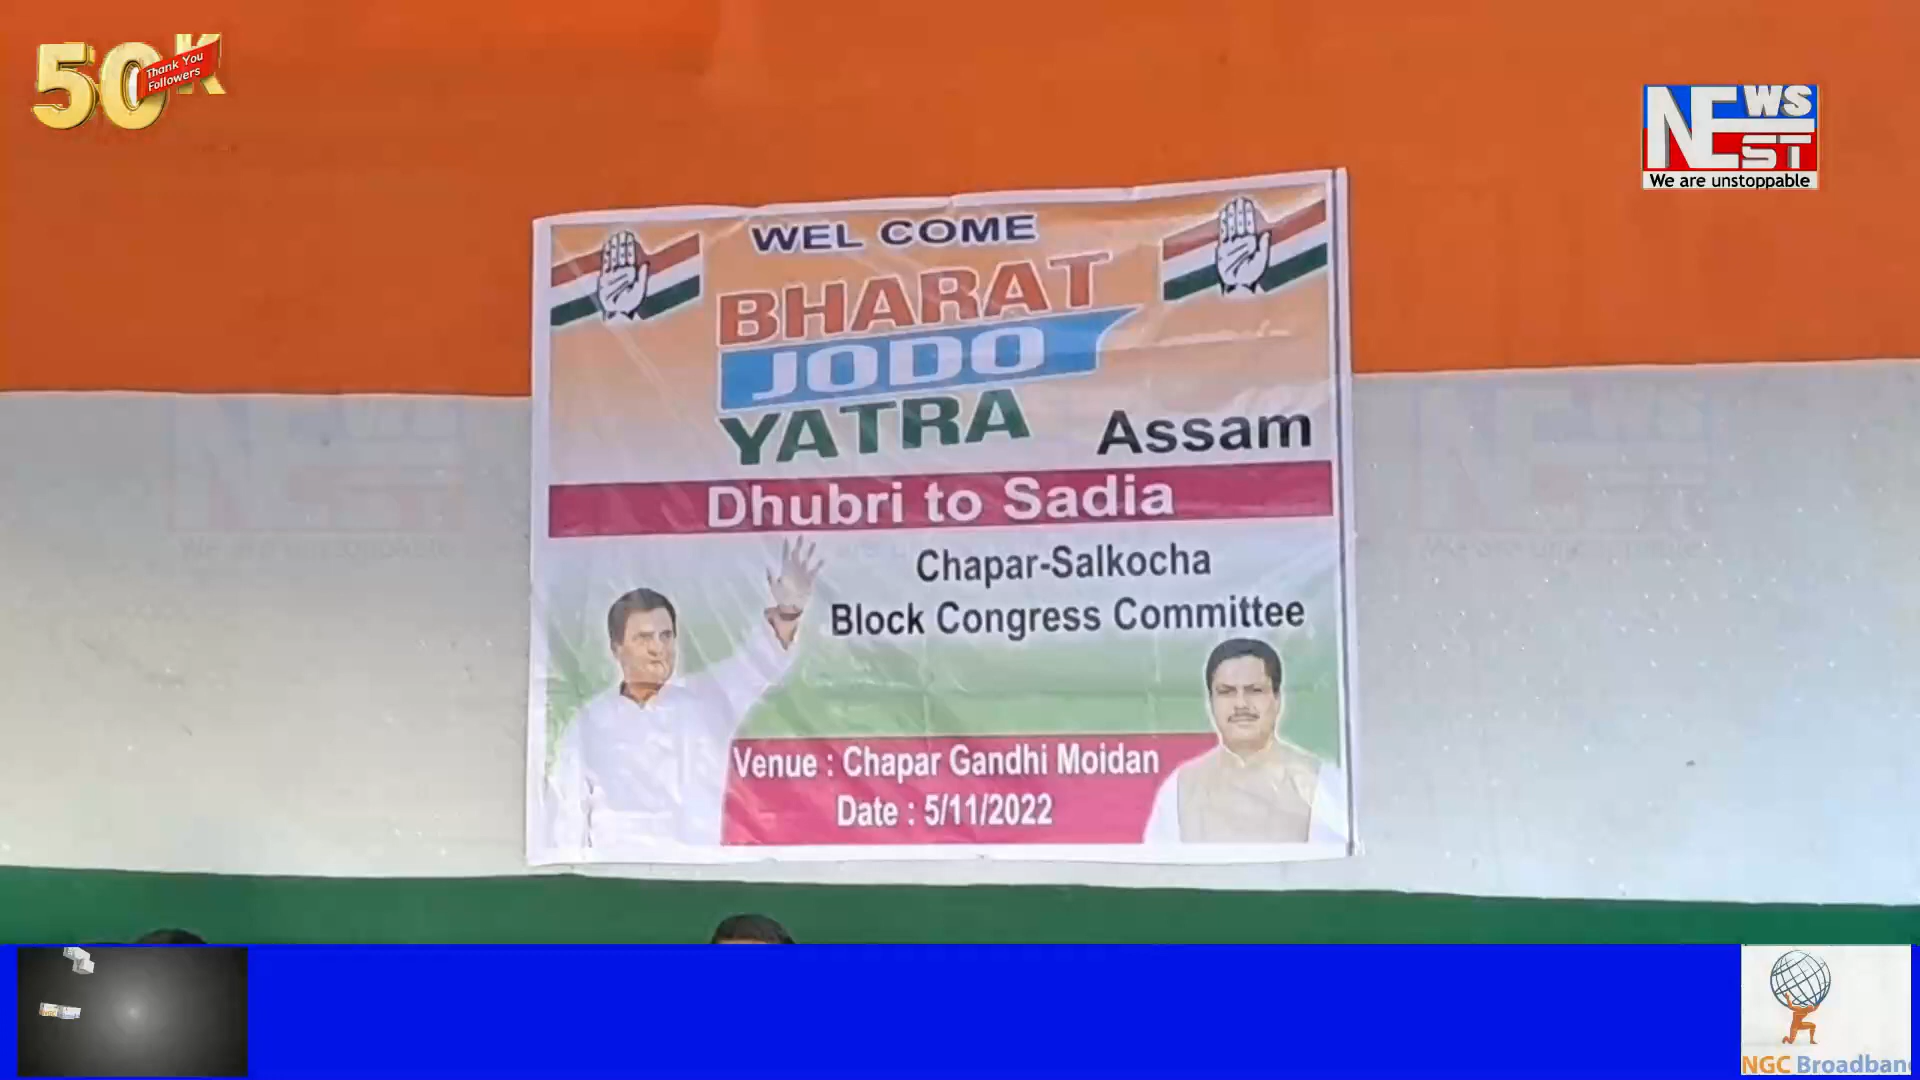 50K
Thank You
Followers
NEWS
EST
We are unstoppable
WEL COME
BHARAT
JODO
YATRA
Assam
Dhubri to Sadia
Chapar-Salkocha
Block Congress Committee
Venue : Chapar Gandhi Moidan
Date : 5/11/2022
NGC Broadban